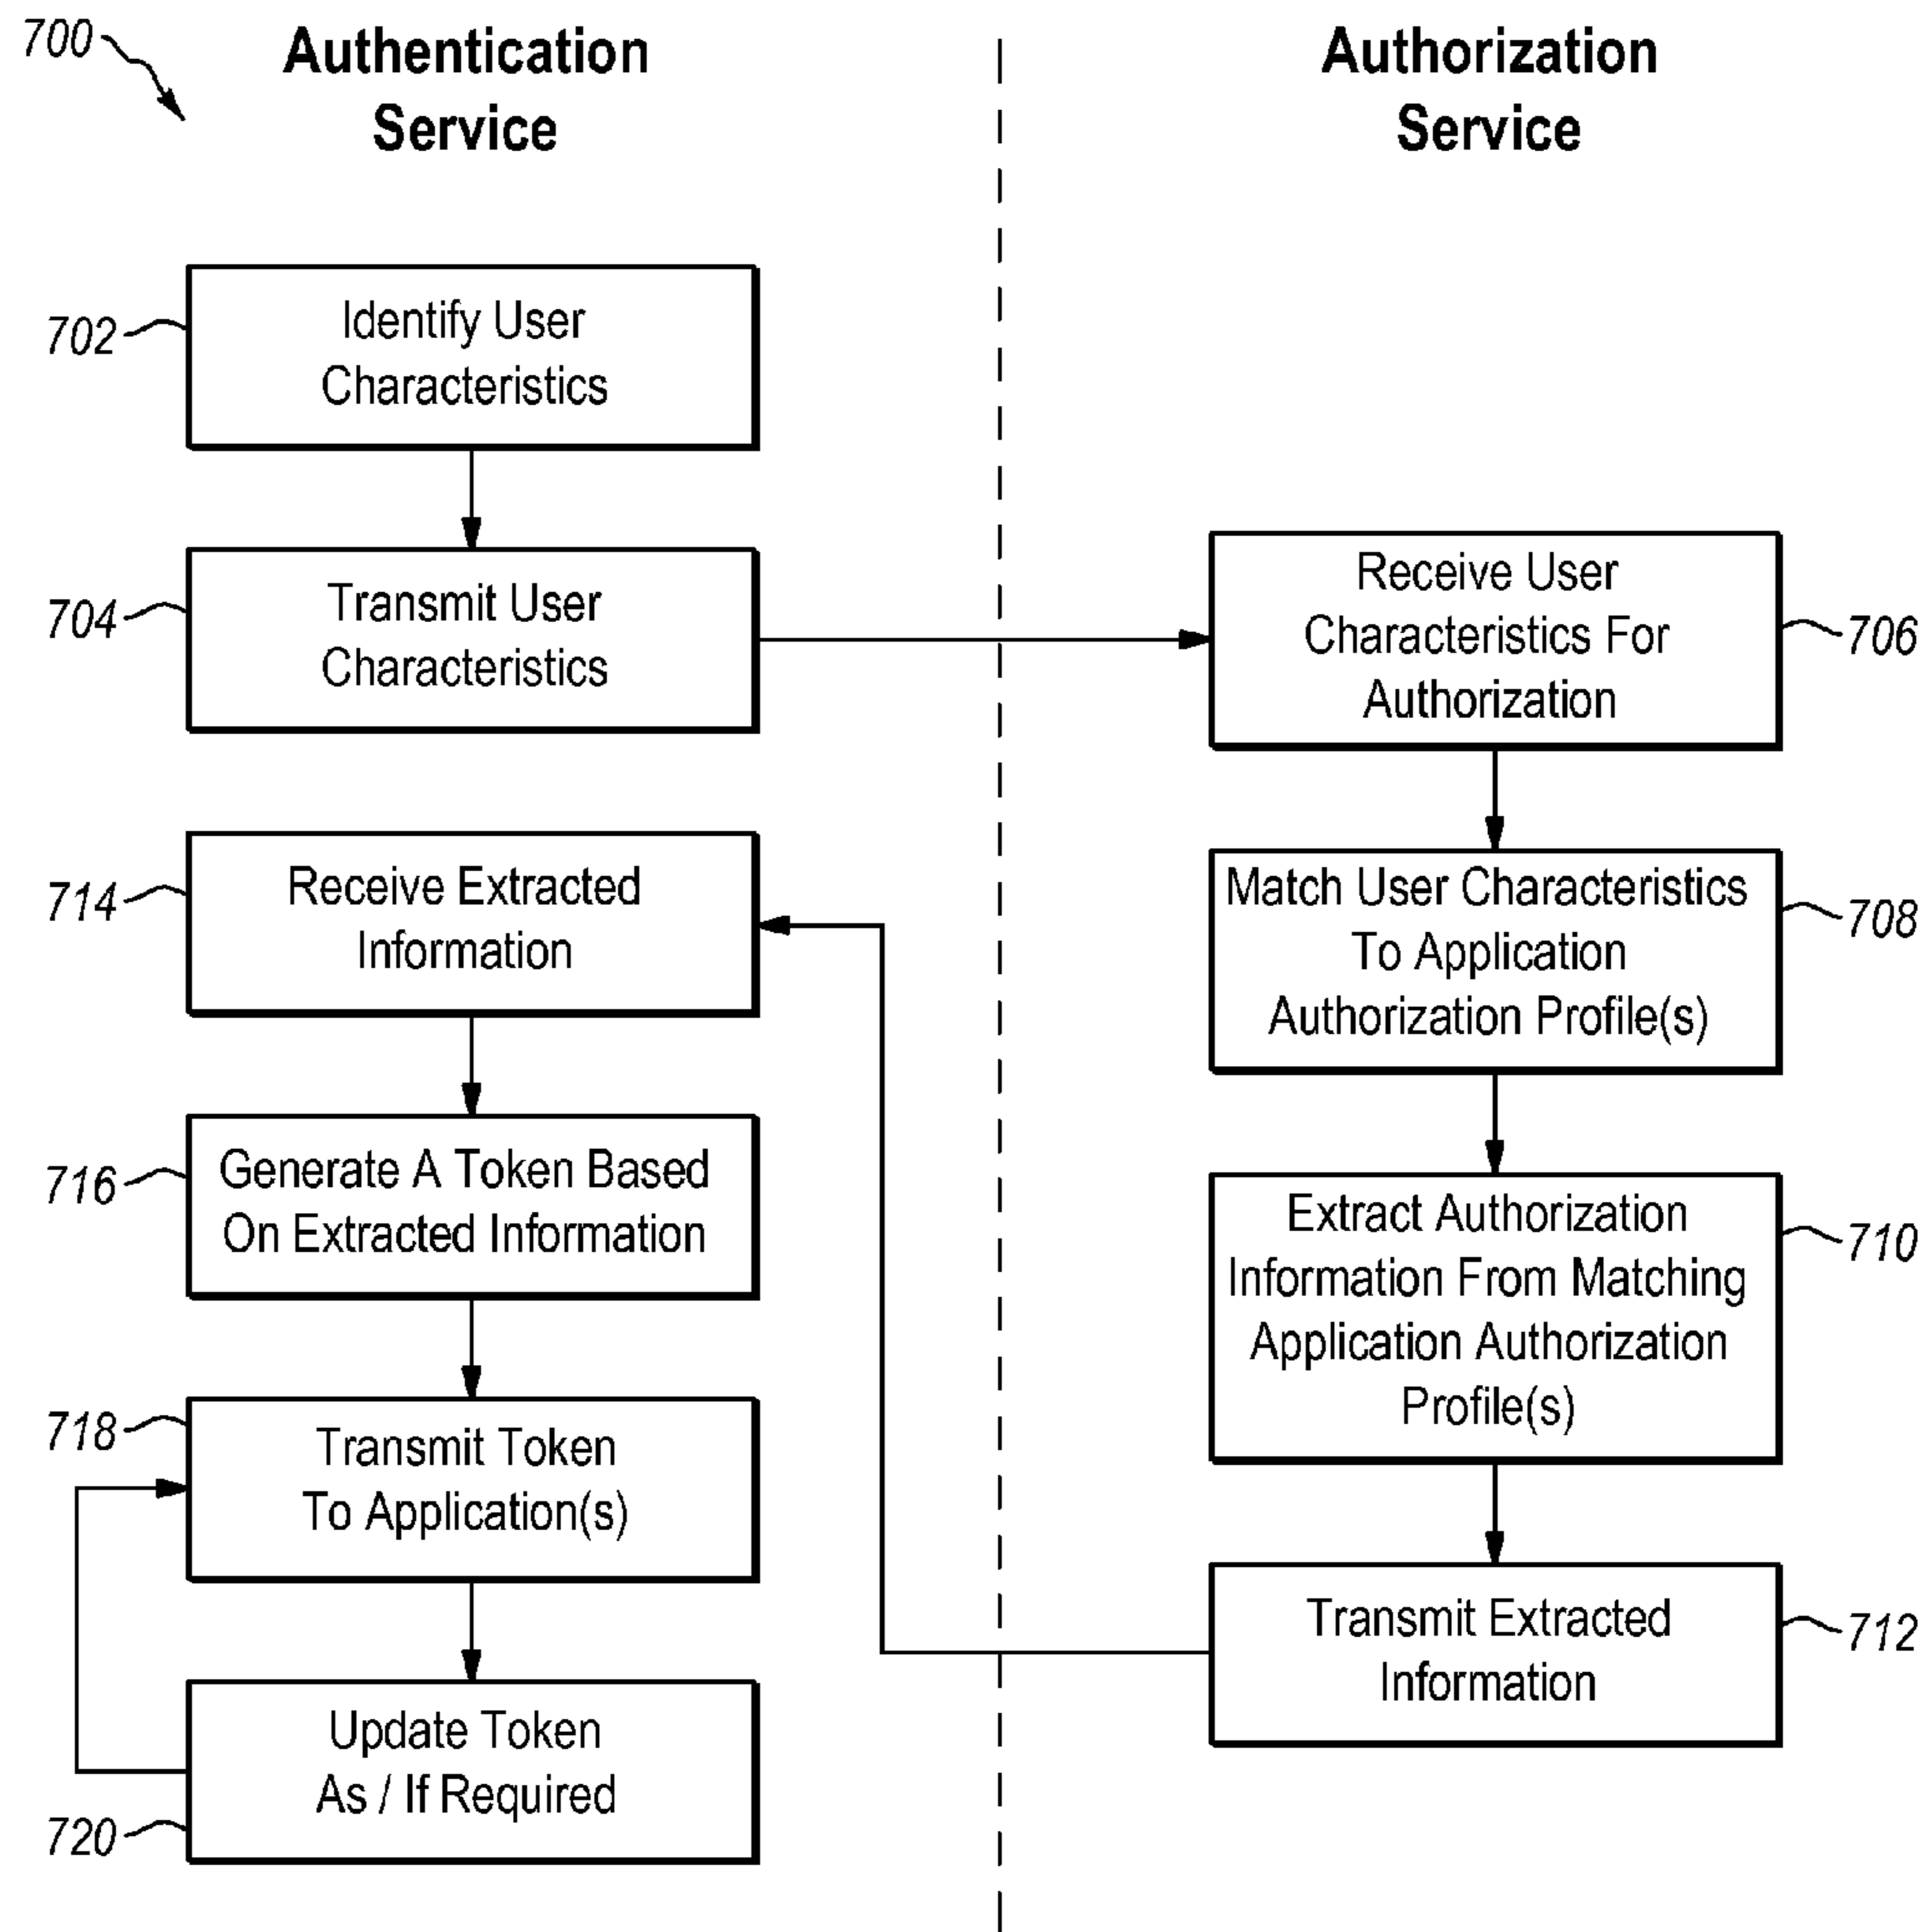 700
Authentication
Service
Authorization
Service
702
Identify User
Characteristics
704
Transmit User
Characteristics
Receive User
Characteristics For
Authorization
706
Match User Characteristics
To Application
Authorization Profile(s)
708
Extract Authorization
Information From Matching
Application Authorization
Profile(s)
710
Transmit Extracted
Information
712
714
Receive Extracted
Information
716
Generate A Token Based
On Extracted Information
718
Transmit Token
To Application(s)
Update Token
As / If Required
720